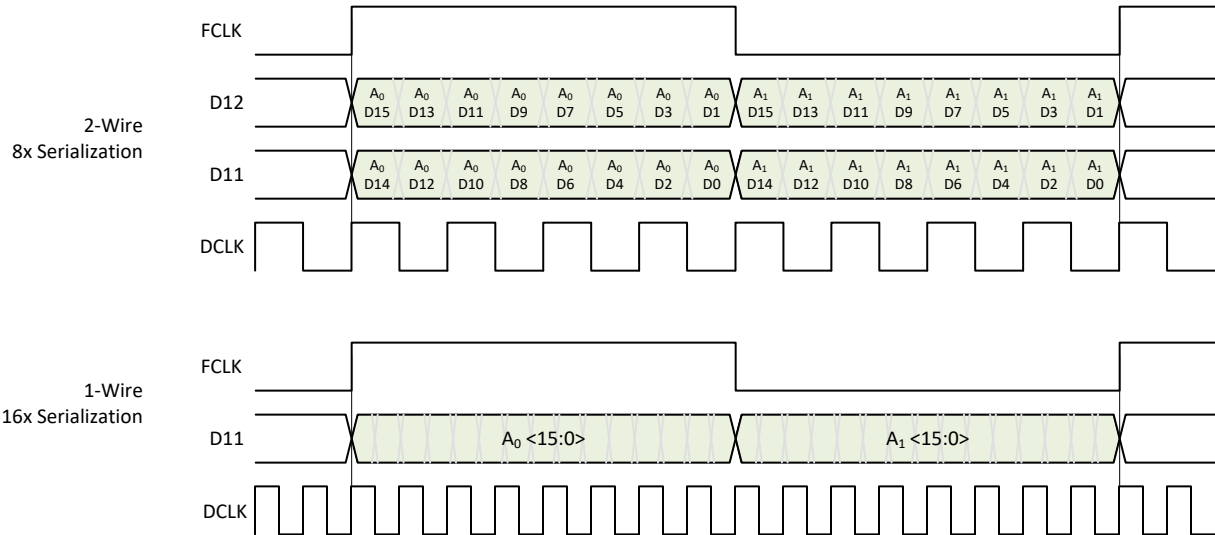 FCLK
D12
A₀ A₀ A₀ A₀ A₀ A₀ A₀ A₀ A₁ A₁ A₁ A₁ A₁ A₁ A₁ A₁
D15 D13 D11 D9 D7 D5 D3 D1 D15 D13 D11 D9 D7 D5 D3 D1
2-Wire
8x Serialization
D11
A₀ A₀ A₀ A₀ A₀ A₀ A₀ A₀ A₁ A₁ A₁ A₁ A₁ A₁ A₁ A₁
D14 D12 D10 D8 D6 D4 D2 D0 D14 D12 D10 D8 D6 D4 D2 D0
DCLK
FCLK
1-Wire
16x Serialization
D11
A₀ <15:0> A₁ <15:0>
DCLK